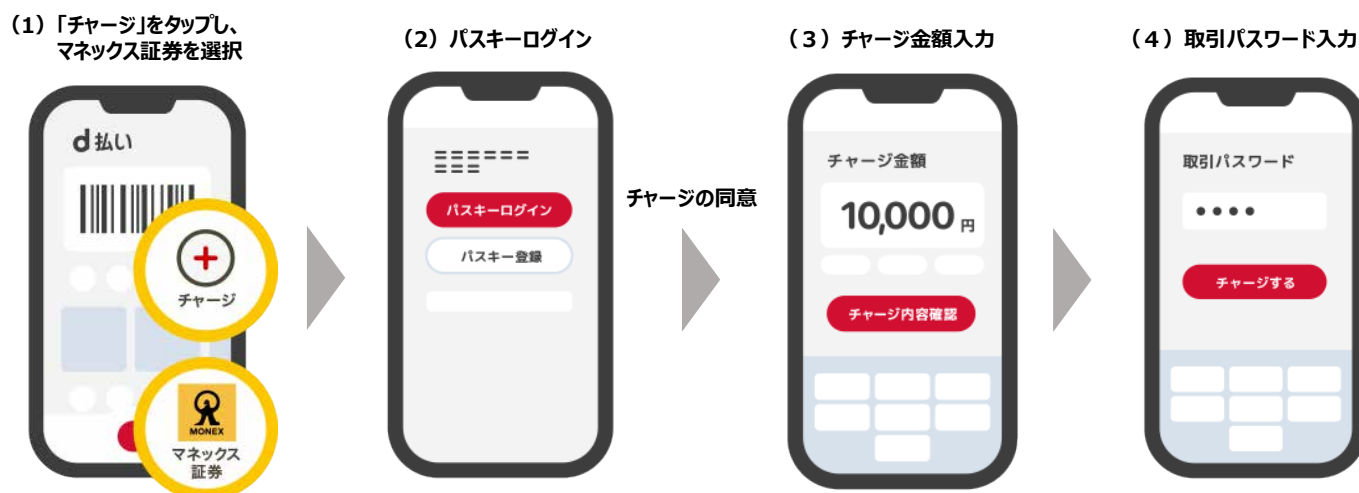 （1）「チャージ」をタップし、
マネックス証券を選択
d払い
チャージ
MONEX
マネックス
証券
（2）パスキーログイン
パスキーログイン
パスキー登録
チャージの同意
（３）チャージ金額入力
チャージ金額
10,000 円
チャージ内容確認
（４）取引パスワード入力
取引パスワード
••••
チャージする